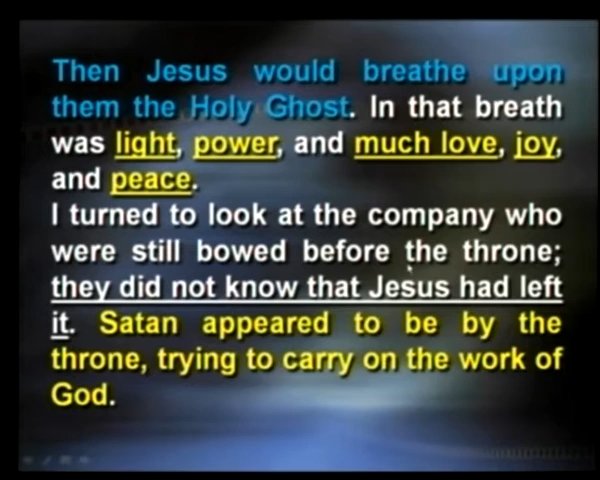 Then Jesus would breathe upon
them the Holy Ghost. In that breath
was light, power, and much love, joy,
and peace.
I turned to look at the company who
were still bowed before the throne;
they did not know that Jesus had left
it. Satan appeared to be by the
throne, trying to carry on the work of
God.